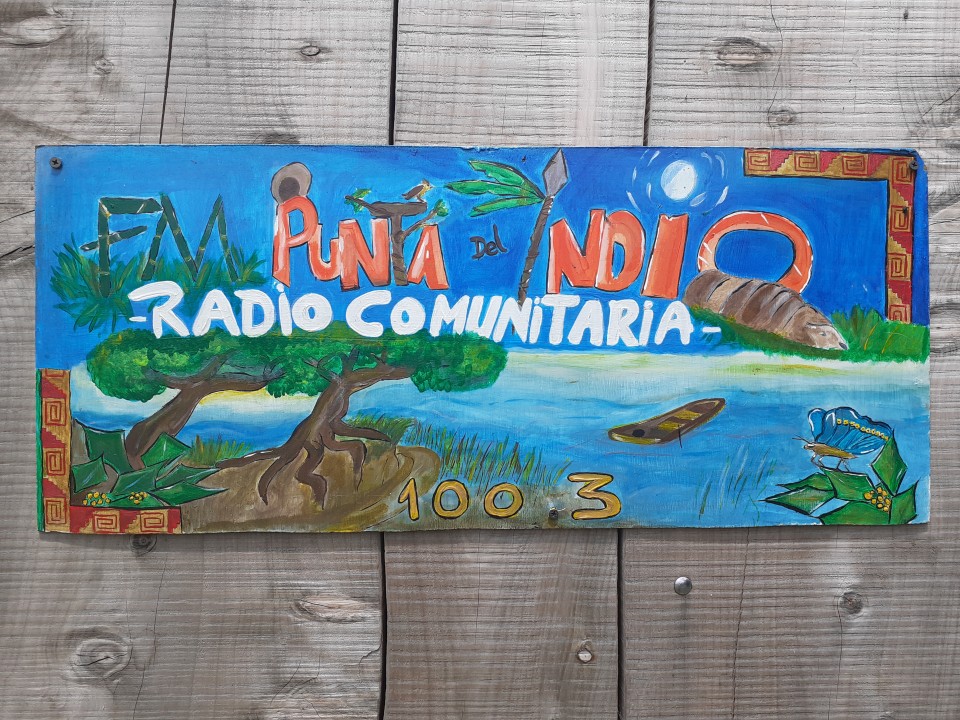 FM PUNTA Del INDIO
-RADIO COMUNITARIA-
100 3